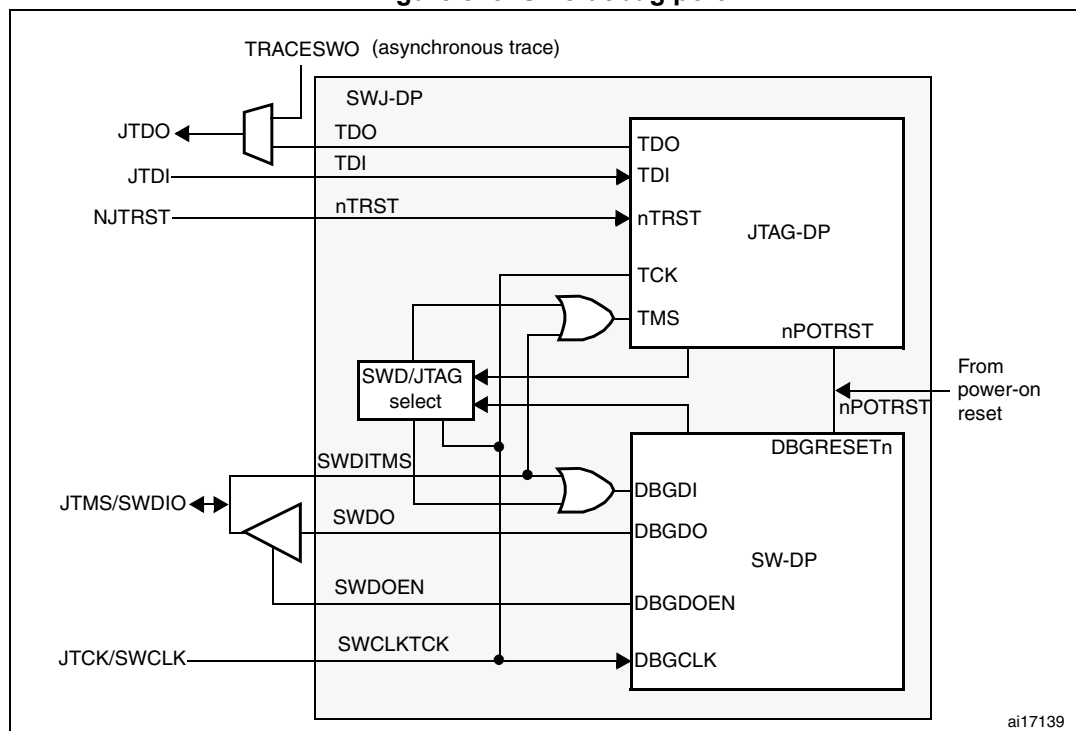 TRACESWO (asynchronous trace)
SWJ-DP
JTDO
TDO
TDO
JTDI
TDI
TDI
NJTRST
nTRST
nTRST
JTAG-DP
TCK
TMS
nPOTRST
SWD/JTAG
select
From
power-on
reset
nPOTRST
DBGRESETn
SWDITMS
DBGDI
JTMS/SWDIO
SWDO
DBGDO
SW-DP
SWDOEN
DBGDOEN
JTCK/SWCLK
SWCLKTCK
DBGCLK
ai17139